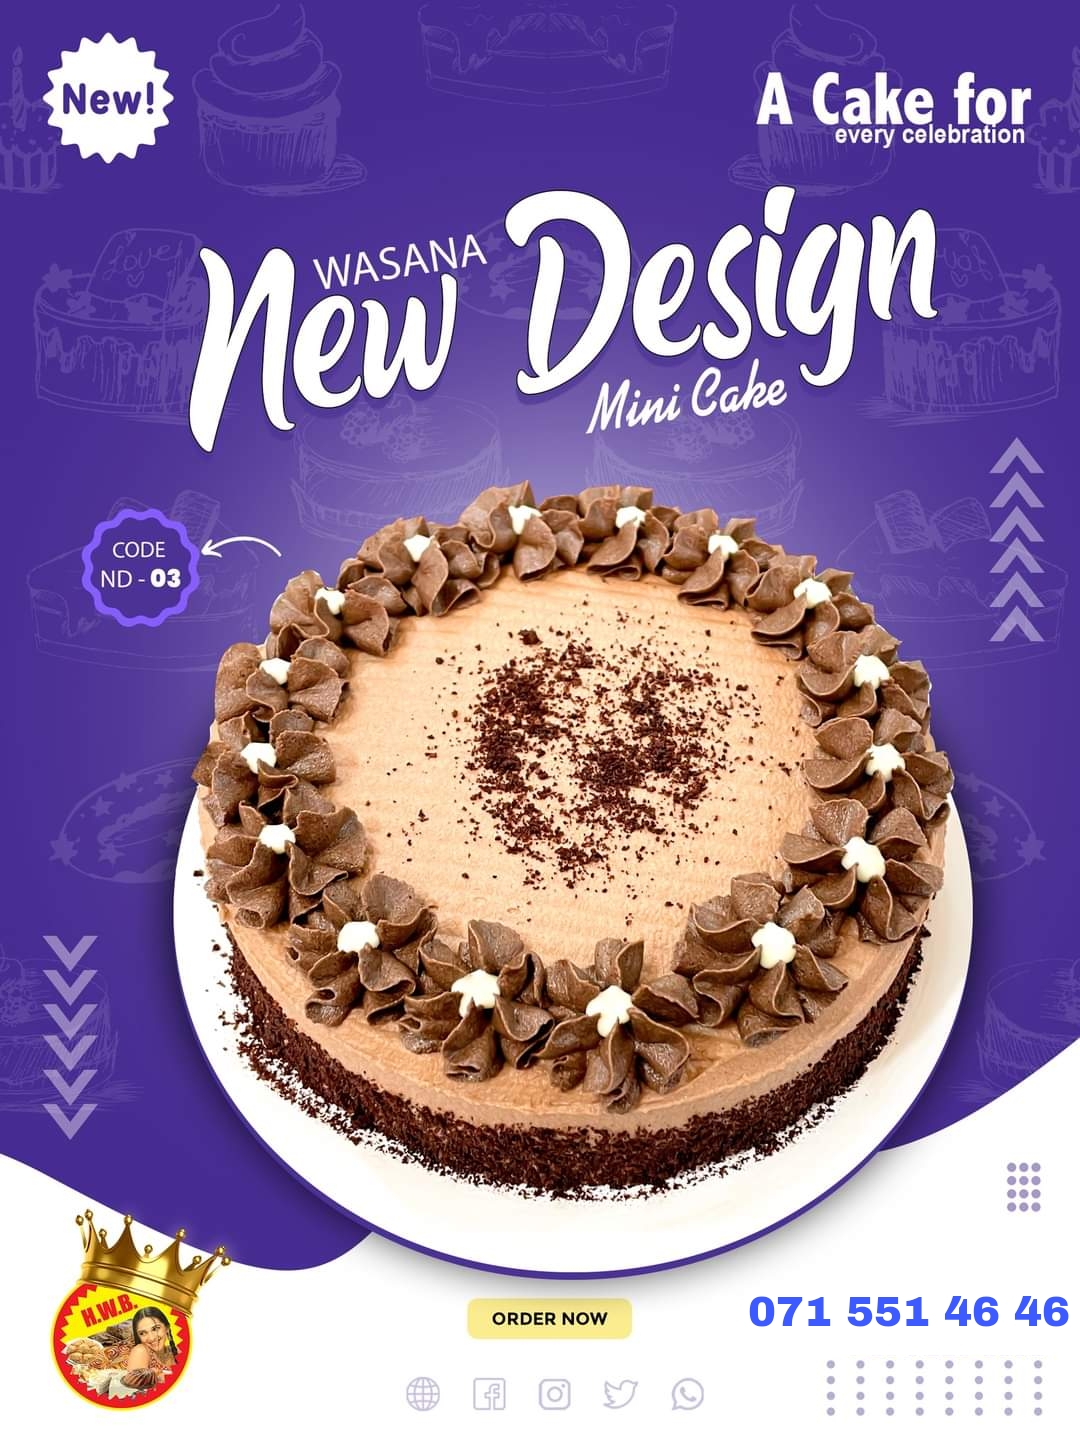 New!
A Cake for
every celebration
WASANA
New Design
Mini Cake
CODE
ND - 03
H.W.B.
ORDER NOW
071 551 46 46
Love